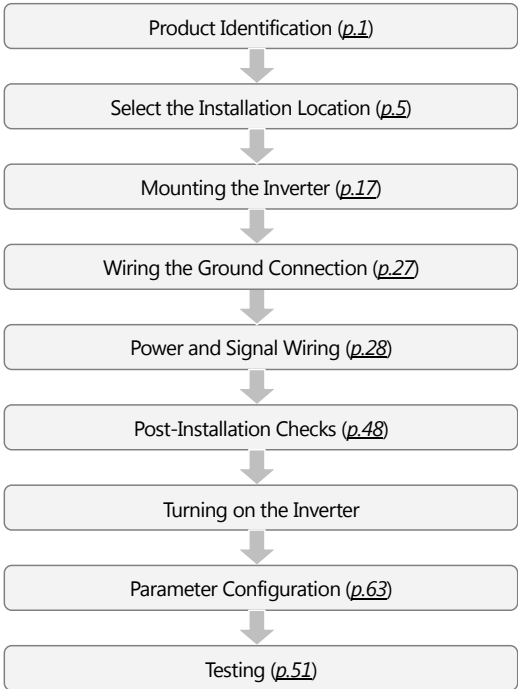 Product Identification (p.1)
Select the Installation Location (p.5)
Mounting the Inverter (p.17)
Wiring the Ground Connection (p.27)
Power and Signal Wiring (p.28)
Post-Installation Checks (p.48)
Turning on the Inverter
Parameter Configuration (p.63)
Testing (p.51)